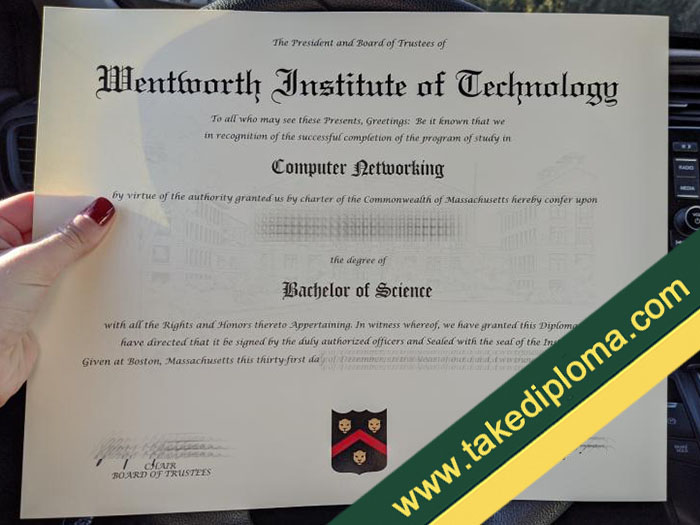 The President and Board of Trustees of
Wentworth Institute of Technology
To all who may see these Presents, Greetings: Be it known that we
in recognition of the successful completion of the program of study in
Computer Networking
by virtue of the authority granted us by charter of the Commonwealth of Massachusetts hereby confer upon
the degree of
Bachelor of Science
with all the Rights and Honors thereto Appertaining. In witness whereof, we have granted this
have directed that it be signed by the duly authorized officers and Sealed with the seal of the
Given at Boston, Massachusetts this thirty-first
CHAIR
BOARD OF TRUSTEES
RADIO
MEDIA
www.takediploma.com